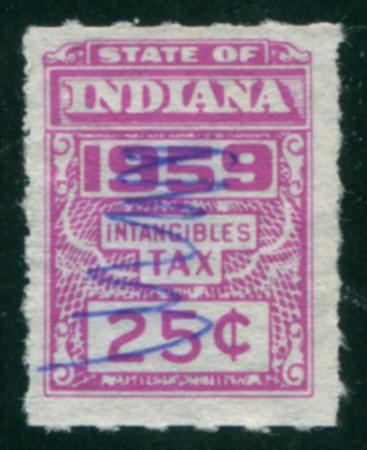 STATE OF
INDIANA
1959
INTANGIBLES
TAX
25¢